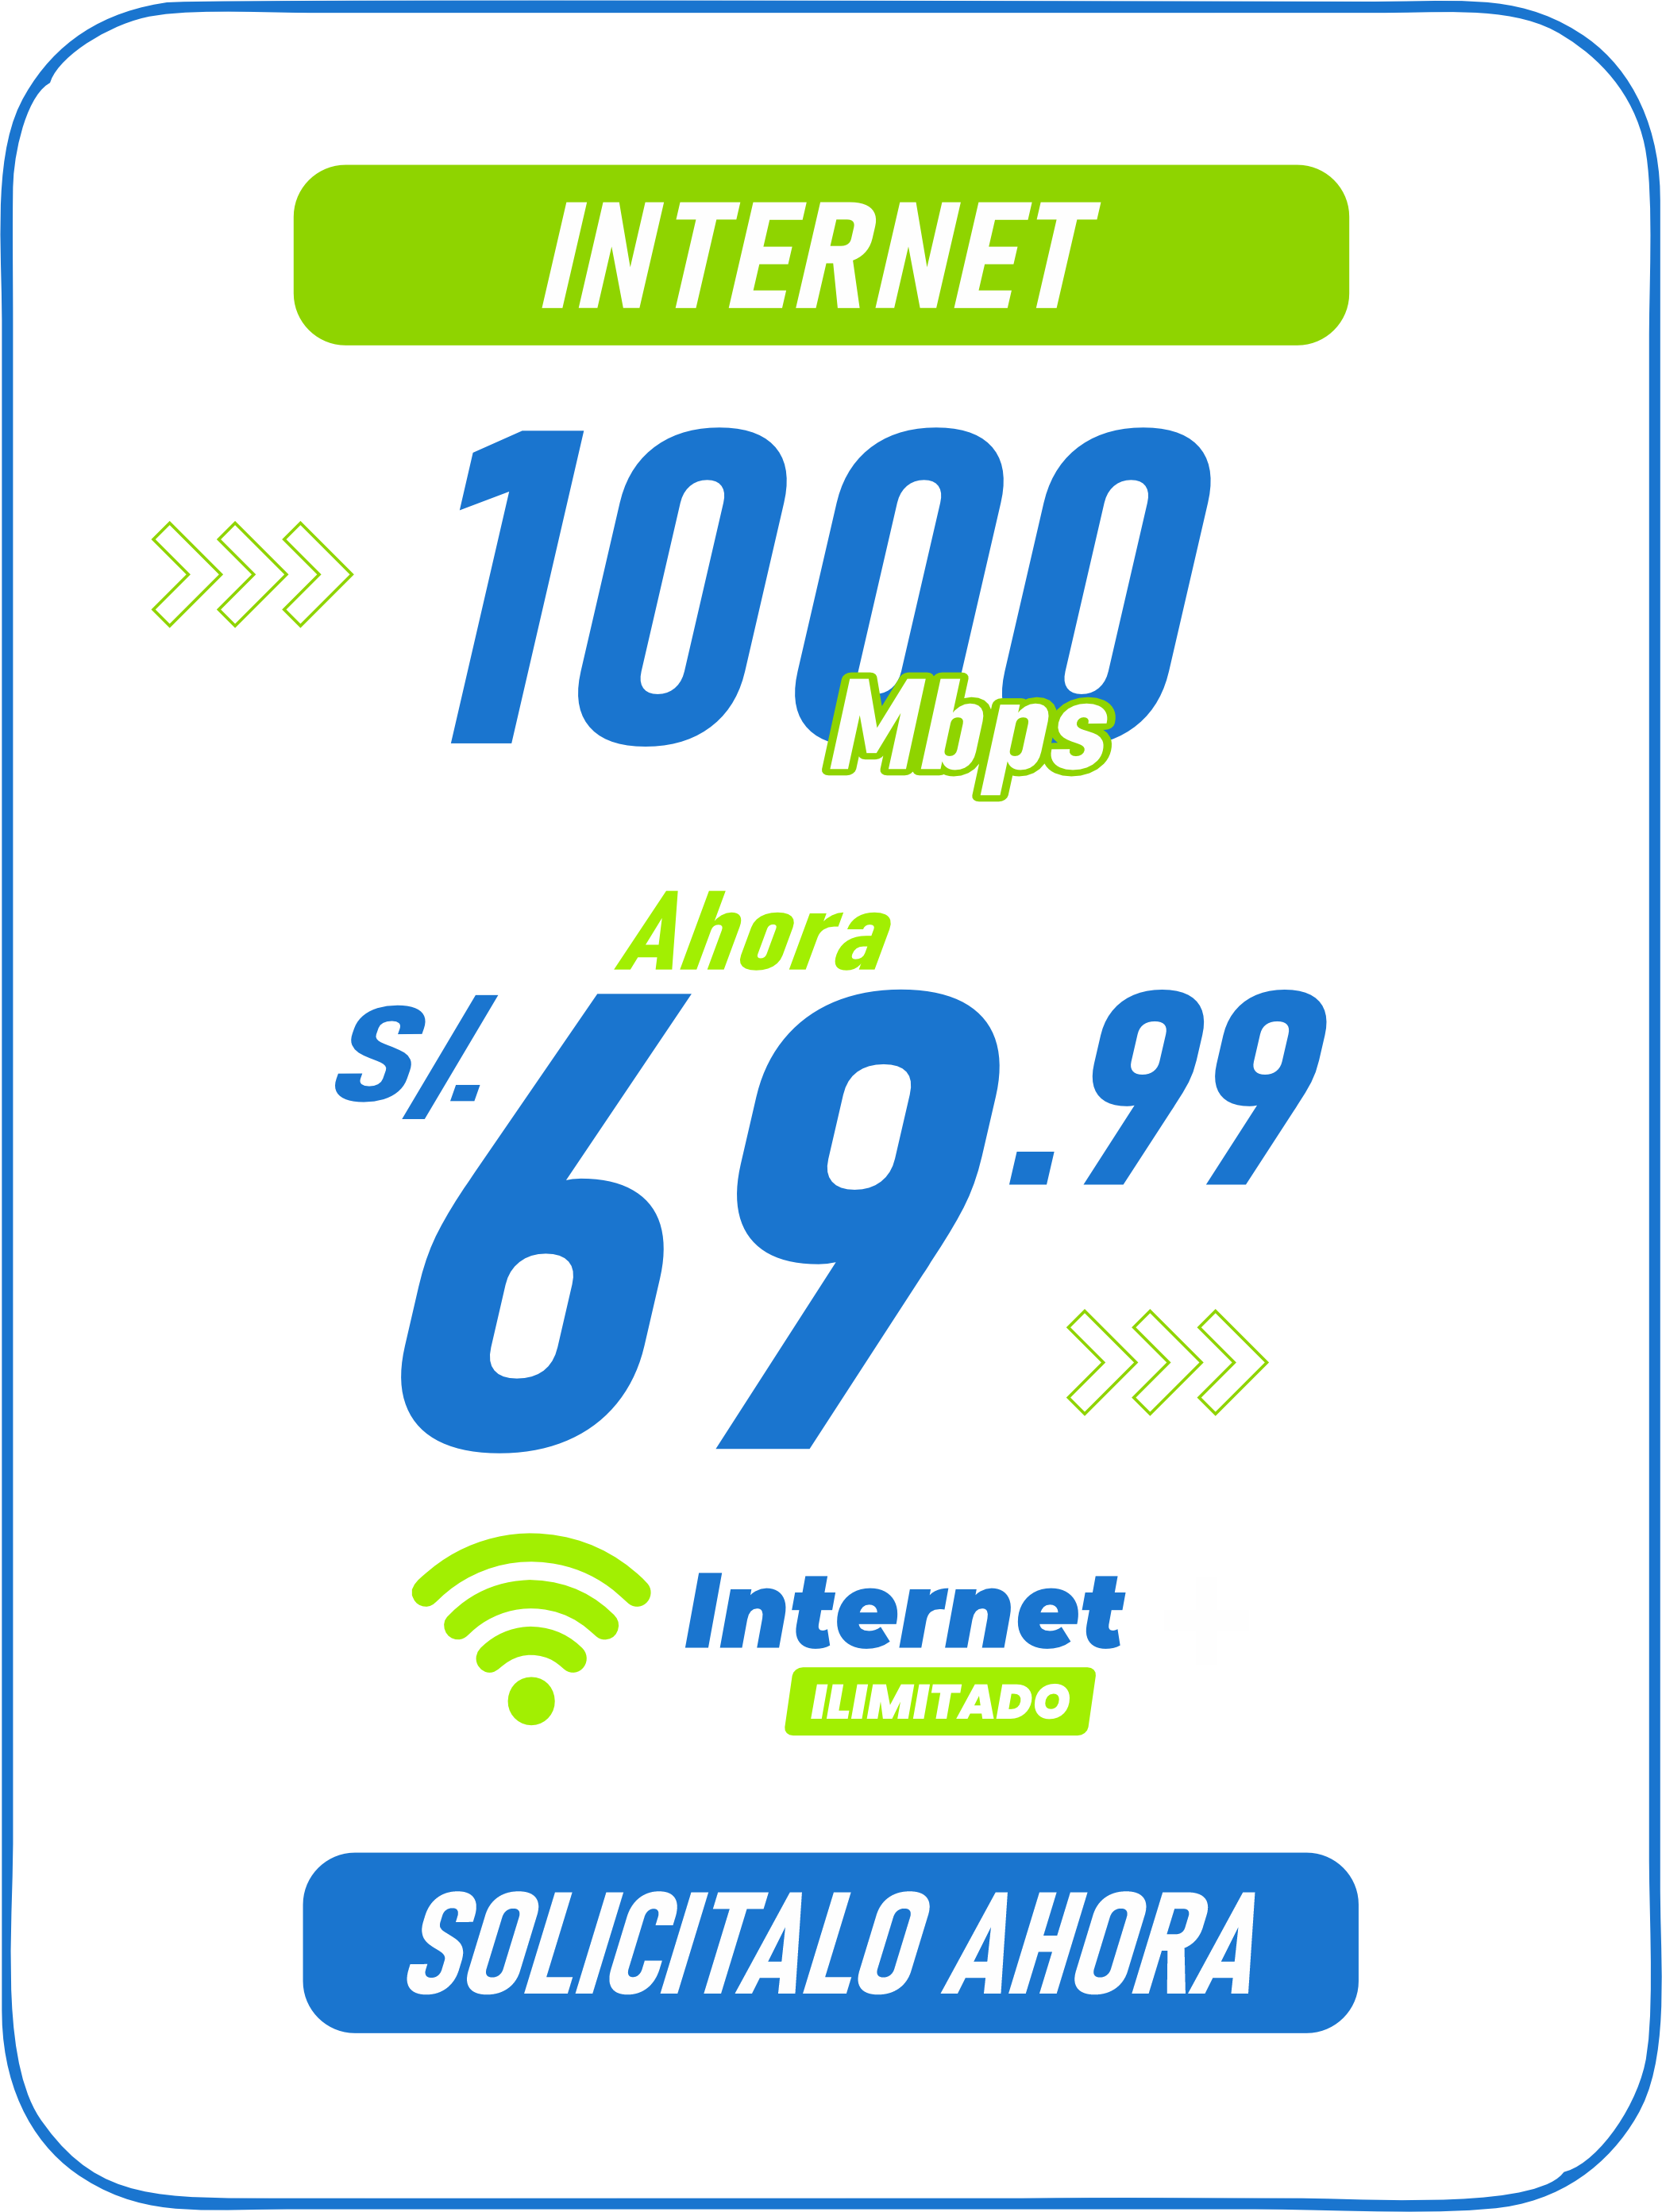 INTERNET
1000
Mbps
Ahora
S/. 69.99
Internet
ILIMITADO
SOLICITALO AHORA